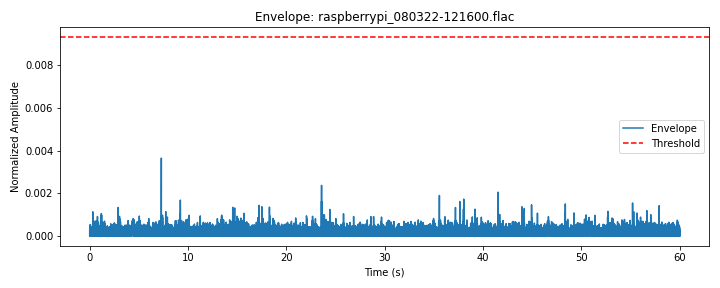 Envelope: raspberrypi_080322-121600.flac
Normalized Amplitude
0.008
0.006
0.004
0.002
0.000
Envelope
Threshold
0 10 20 30 40 50 60
Time (s)